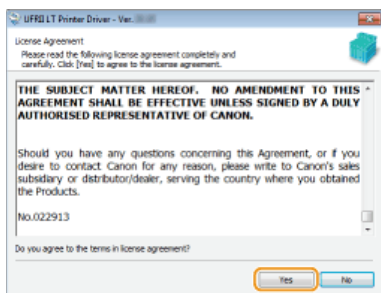 UFRII LT Printer Driver - Ver.
License Agreement
Please read the following license agreement completely and
carefully. Click [Yes] to agree to the license agreement.
THE SUBJECT MATTER HEREOF. NO AMENDMENT TO THIS
AGREEMENT SHALL BE EFFECTIVE UNLESS SIGNED BY A DULY
AUTHORISED REPRESENTATIVE OF CANON.
Should you have any questions concerning this Agreement, or if you
desire to contact Canon for any reason, please write to Canon's sales
subsidiary or distributor/dealer, serving the country where you obtained
the Products.
No.022913
Do you agree to the terms in license agreement?
Yes No